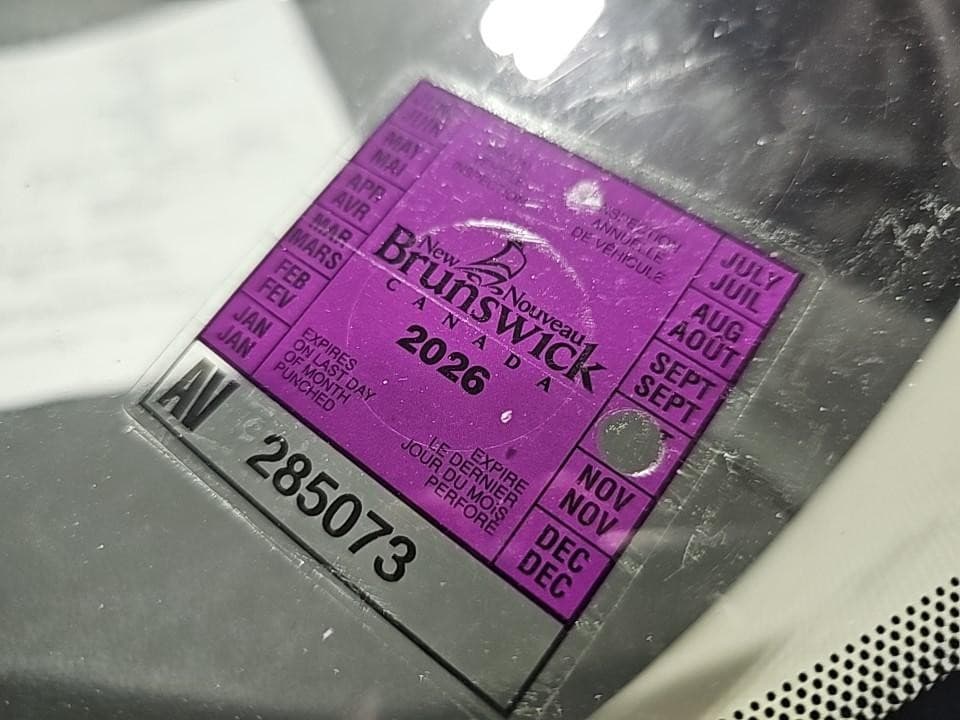 MAY
MAI
APR
AVR
MAR
MARS
FEB
FEV
JAN
JAN
INSPECTION
ANNUELLE
DE VÉHICULE
New
Nouveau
Brunswick
CANADA
2026
EXPIRES
ON LAST DAY
OF MONTH
PUNCHED
EXPIRE
LE DERNIER
JOUR DU MOIS
PERFORÉ
JULY
JUIL
AUG
AOÛT
SEPT
SEPT
NOV
NOV
DEC
DEC
AV
285073